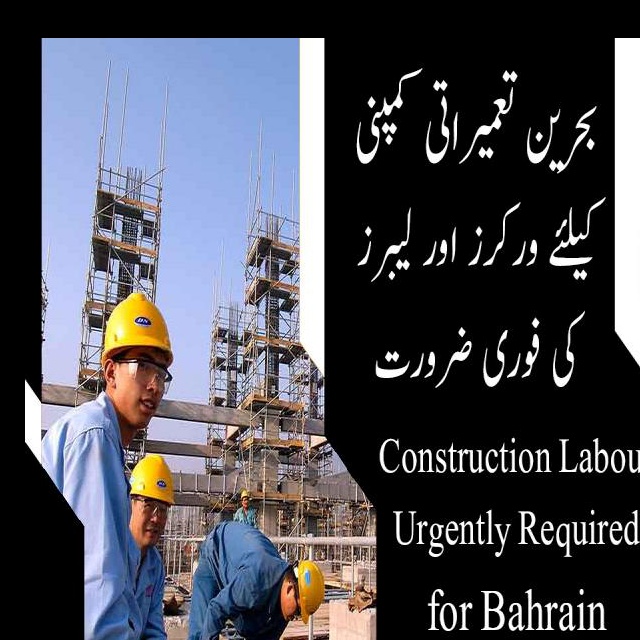 بحرین تعمیراتی کمپنی
کیلئے ورکرز اور لیبرز
کی فوری ضرورت
Construction Labou
Urgently Required
for Bahrain